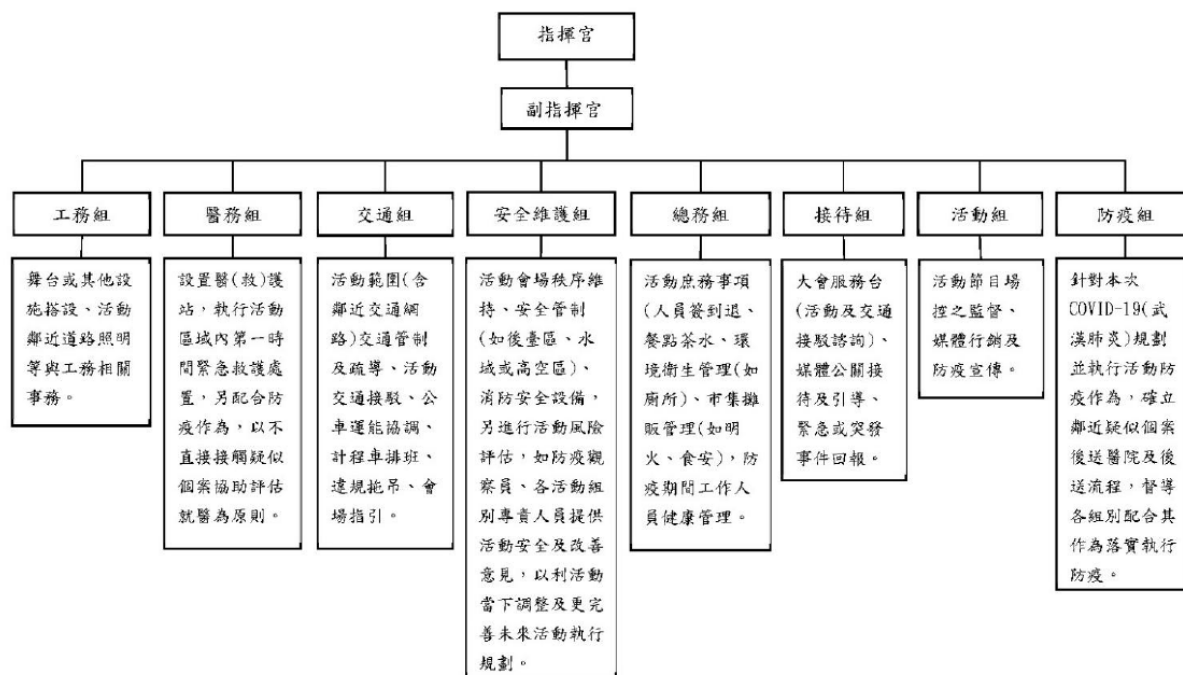 指揮官
副指揮官
工務組
醫務組
交通組
安全維護組
總務組
接待組
活動組
防疫組
舞台或其他設
施搭設、活動
鄰近道路照明
等與工務相關
事務。
設置醫(救)護
站，執行活動
區域內第一時
間緊急救護處
置，另配合防
疫作為，以不
直接接觸疑似
個案協助評估
就醫為原則。
活動範圍(含
鄰近交通網
路)交通管制
及疏導、活動
交通接駁、公
車運能協調、
計程車排班、
違規拖吊、會
場指引。
活動會場秩序維
持、安全管制
(如後臺區、水
域或高空區)、
消防安全設備，
另進行活動風險
評估，如防疫觀
察員、各活動組
別專責人員提供
活動安全及改善
意見，以利活動
當下調整及更完
善未來活動執行
規劃。
活動庶務事項
(人員簽到退、
餐點茶水、環
境衛生管理(如
廁所)、市集攤
販管理(如明
火、食安)，防
疫期間工作人
員健康管理。
大會服務台
(活動及交通
接駁諮詢)、
媒體公關接
待及引導、
緊急或突發
事件回報。
活動節目場
控之監督、
媒體行銷及
防疫宣傳。
針對本次
COVID-19(武
漢肺炎)規劃
並執行活動防
疫作為，確立
鄰近疑似個案
後送醫院及後
送流程，督導
各組別配合其
作為落實執行
防疫。